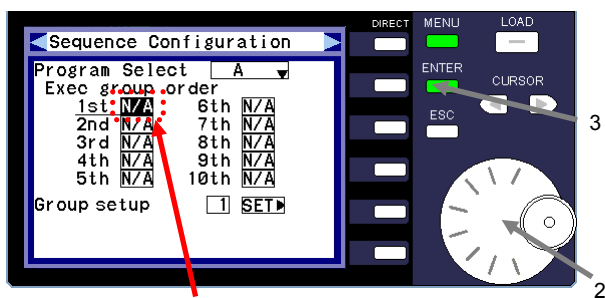 DIRECT MENU LOAD
Sequence Configuration
Program Select A
Exec group order
1st N/A 6th N/A
2nd N/A 7th N/A
3rd N/A 8th N/A
4th N/A 9th N/A
5th N/A 10th N/A
Group setup 1 SET
ENTER
CURSOR
ESC
3
2